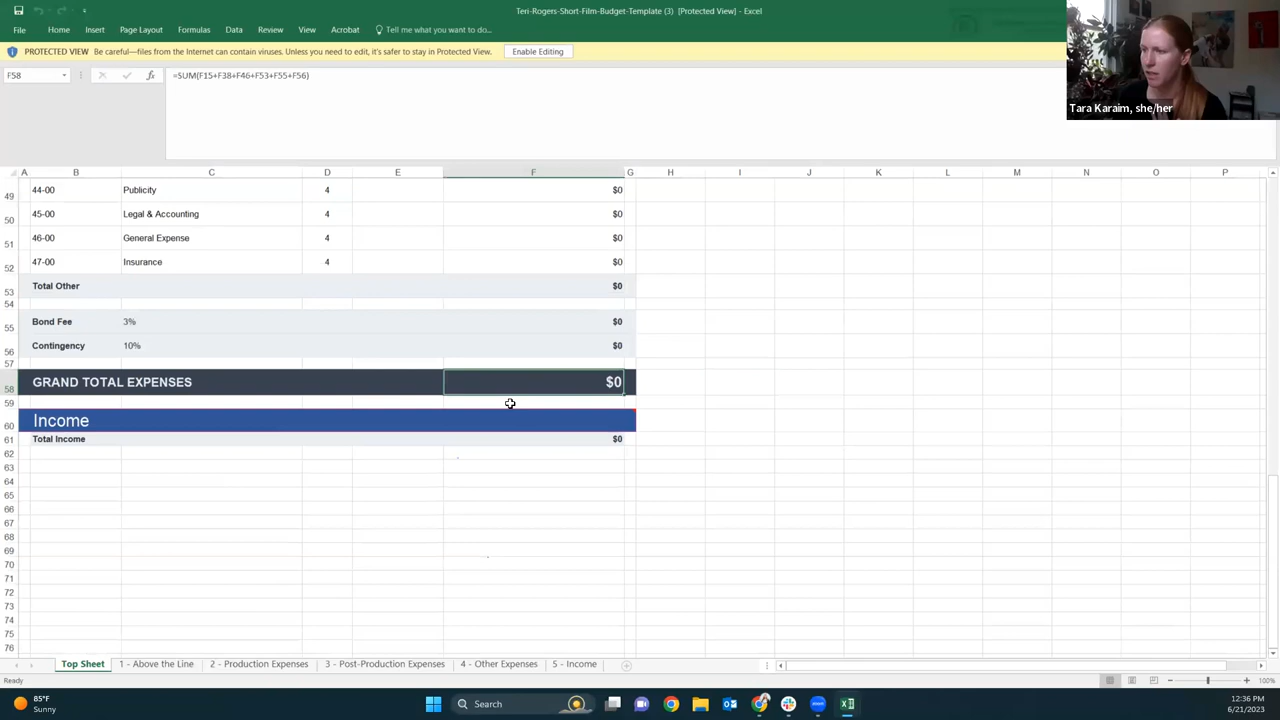 Teri-Rogers-Short-Film-Budget-Template (3) [Protected View] - Excel
File Home Insert Page Layout Formulas Data Review View Acrobat Tell me what you want to do...
PROTECTED VIEW Be careful—files from the Internet can contain viruses. Unless you need to edit, it's safer to stay in Protected View. Enable Editing
F58 fx =SUM(F15+F38+F46+F53+F55+F56)
Tara Karaim, she/her
A B C D E F G H I J K L M N O P
49 44-00 Publicity 4 $0
50 45-00 Legal & Accounting 4 $0
51 46-00 General Expense 4 $0
52 47-00 Insurance 4 $0
53 Total Other $0
54
55 Bond Fee 3% $0
56 Contingency 10% $0
57
58 GRAND TOTAL EXPENSES $0
59
60 Income
61 Total Income $0
62
63
64
65
66
67
68
69
70
71
72
73
74
75
76
Top Sheet 1 - Above the Line 2 - Production Expenses 3 - Post-Production Expenses 4 - Other Expenses 5 - Income
Ready 100%
85°F
Sunny
Search
12:36 PM
6/21/2023